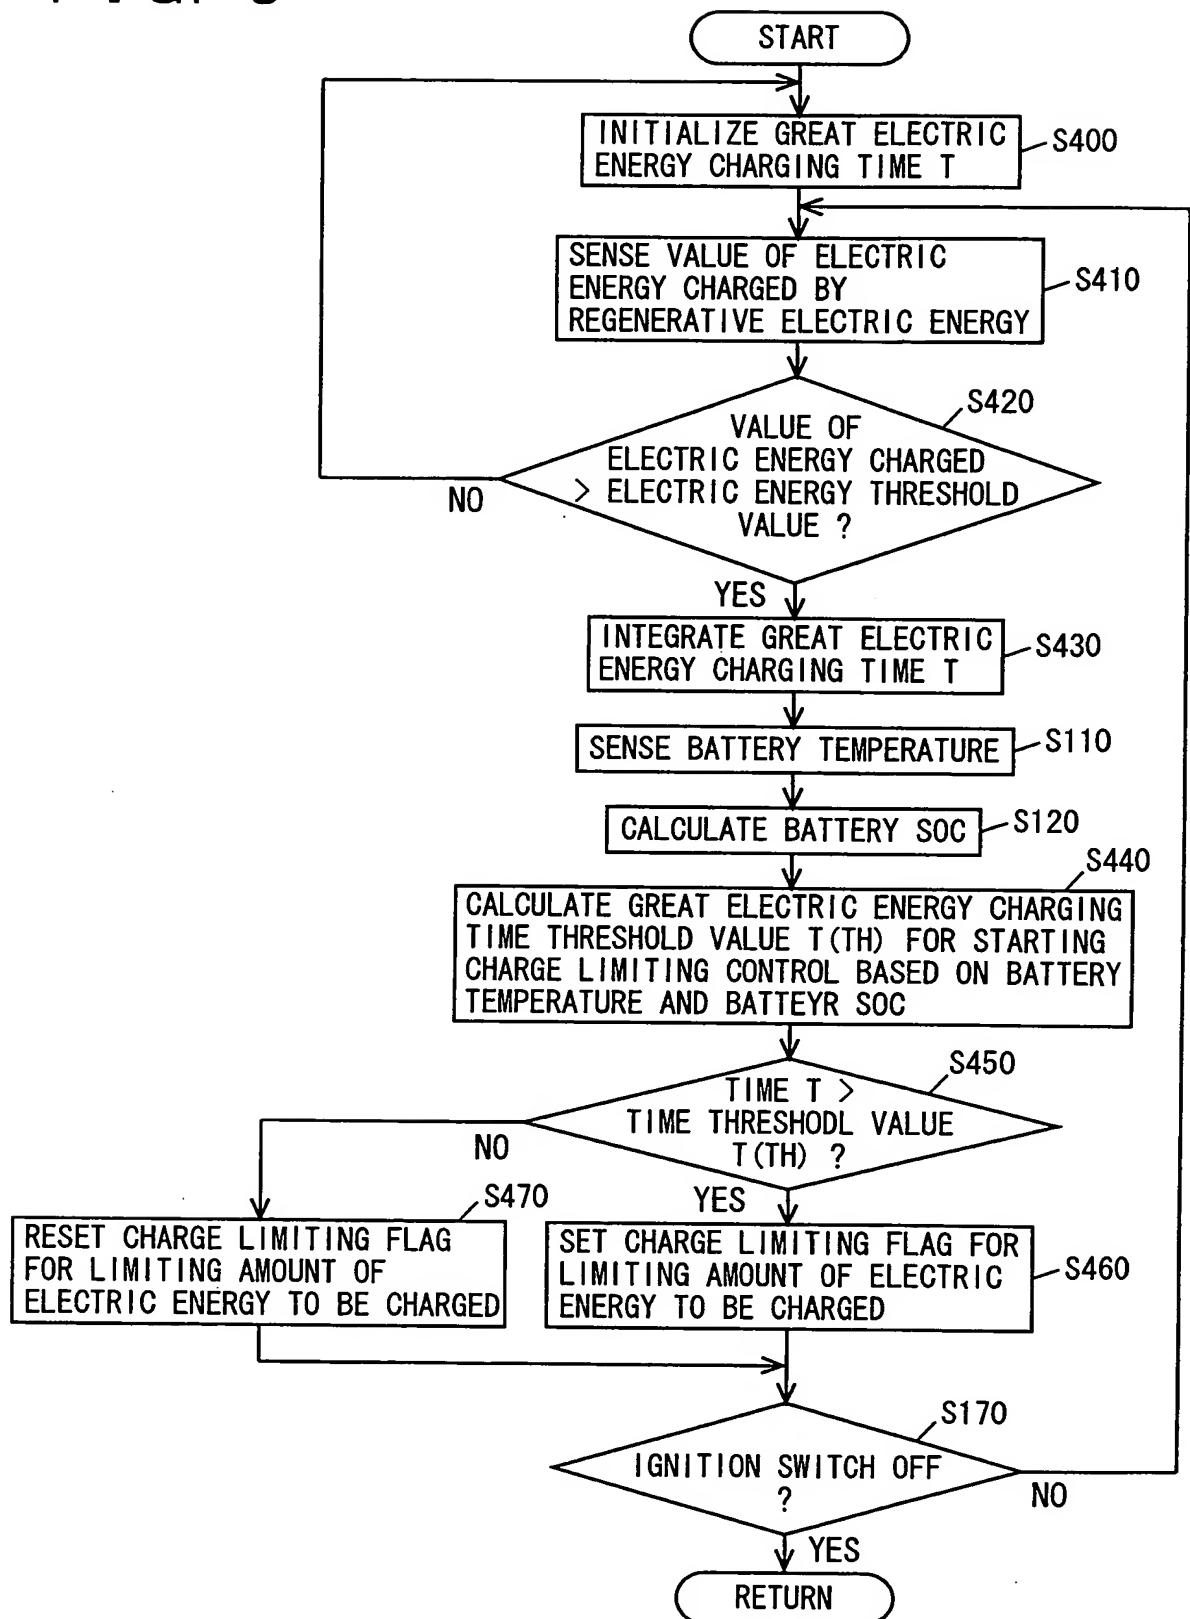 START
INITIALIZE GREAT ELECTRIC
ENERGY CHARGING TIME T
S400
SENSE VALUE OF ELECTRIC
ENERGY CHARGED BY
REGENERATIVE ELECTRIC ENERGY
S410
S420
VALUE OF
ELECTRIC ENERGY CHARGED
> ELECTRIC ENERGY THRESHOLD
VALUE ?
NO
YES
INTEGRATE GREAT ELECTRIC
ENERGY CHARGING TIME T
S430
SENSE BATTERY TEMPERATURE
S110
CALCULATE BATTERY SOC
S120
S440
CALCULATE GREAT ELECTRIC ENERGY CHARGING
TIME THRESHOLD VALUE T(TH) FOR STARTING
CHARGE LIMITING CONTROL BASED ON BATTERY
TEMPERATURE AND BATTEYR SOC
S450
TIME T >
TIME THRESHODL VALUE
T(TH) ?
NO
YES
S470
RESET CHARGE LIMITING FLAG
FOR LIMITING AMOUNT OF
ELECTRIC ENERGY TO BE CHARGED
SET CHARGE LIMITING FLAG FOR
LIMITING AMOUNT OF ELECTRIC
ENERGY TO BE CHARGED
S460
S170
IGNITION SWITCH OFF
?
NO
YES
RETURN